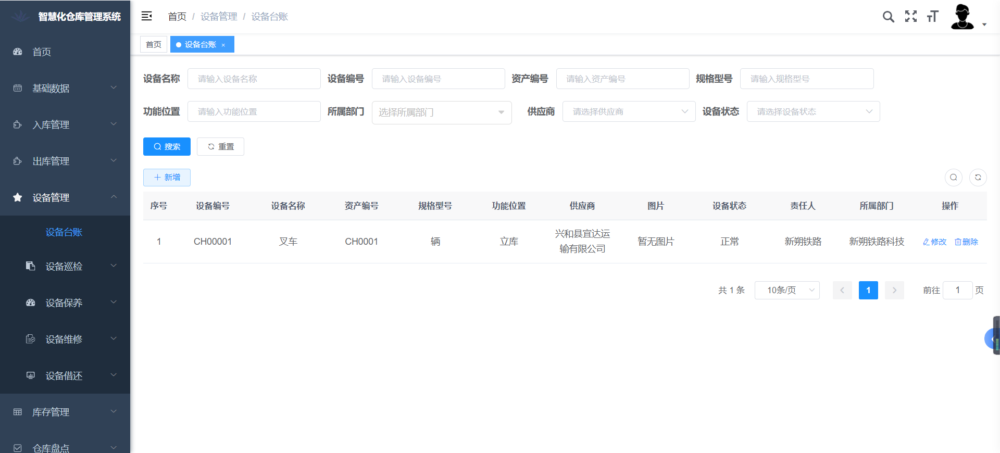 智慧化仓库管理系统
首页
基础数据
入库管理
出库管理
设备管理
设备台账
设备巡检
设备保养
设备维修
设备借还
库存管理
仓库盘点
首页 / 设备管理 / 设备台账
首页
设备台账 ×
设备名称 请输入设备名称 设备编号 请输入设备编号 资产编号 请输入资产编号 规格型号 请输入规格型号
功能位置 请输入功能位置 所属部门 选择所属部门 供应商 请选择供应商 设备状态 请选择设备状态
搜索 重置
新增
序号 设备编号 设备名称 资产编号 规格型号 功能位置 供应商 图片 设备状态 责任人 所属部门 操作
1 CH00001 叉车 CH0001 辆 立库 兴和县宜达运 暂无图片 正常 新朔铁路 新朔铁路科技 修改 删除
输有限公司
共 1 条 10条/页 1 前往 1 页